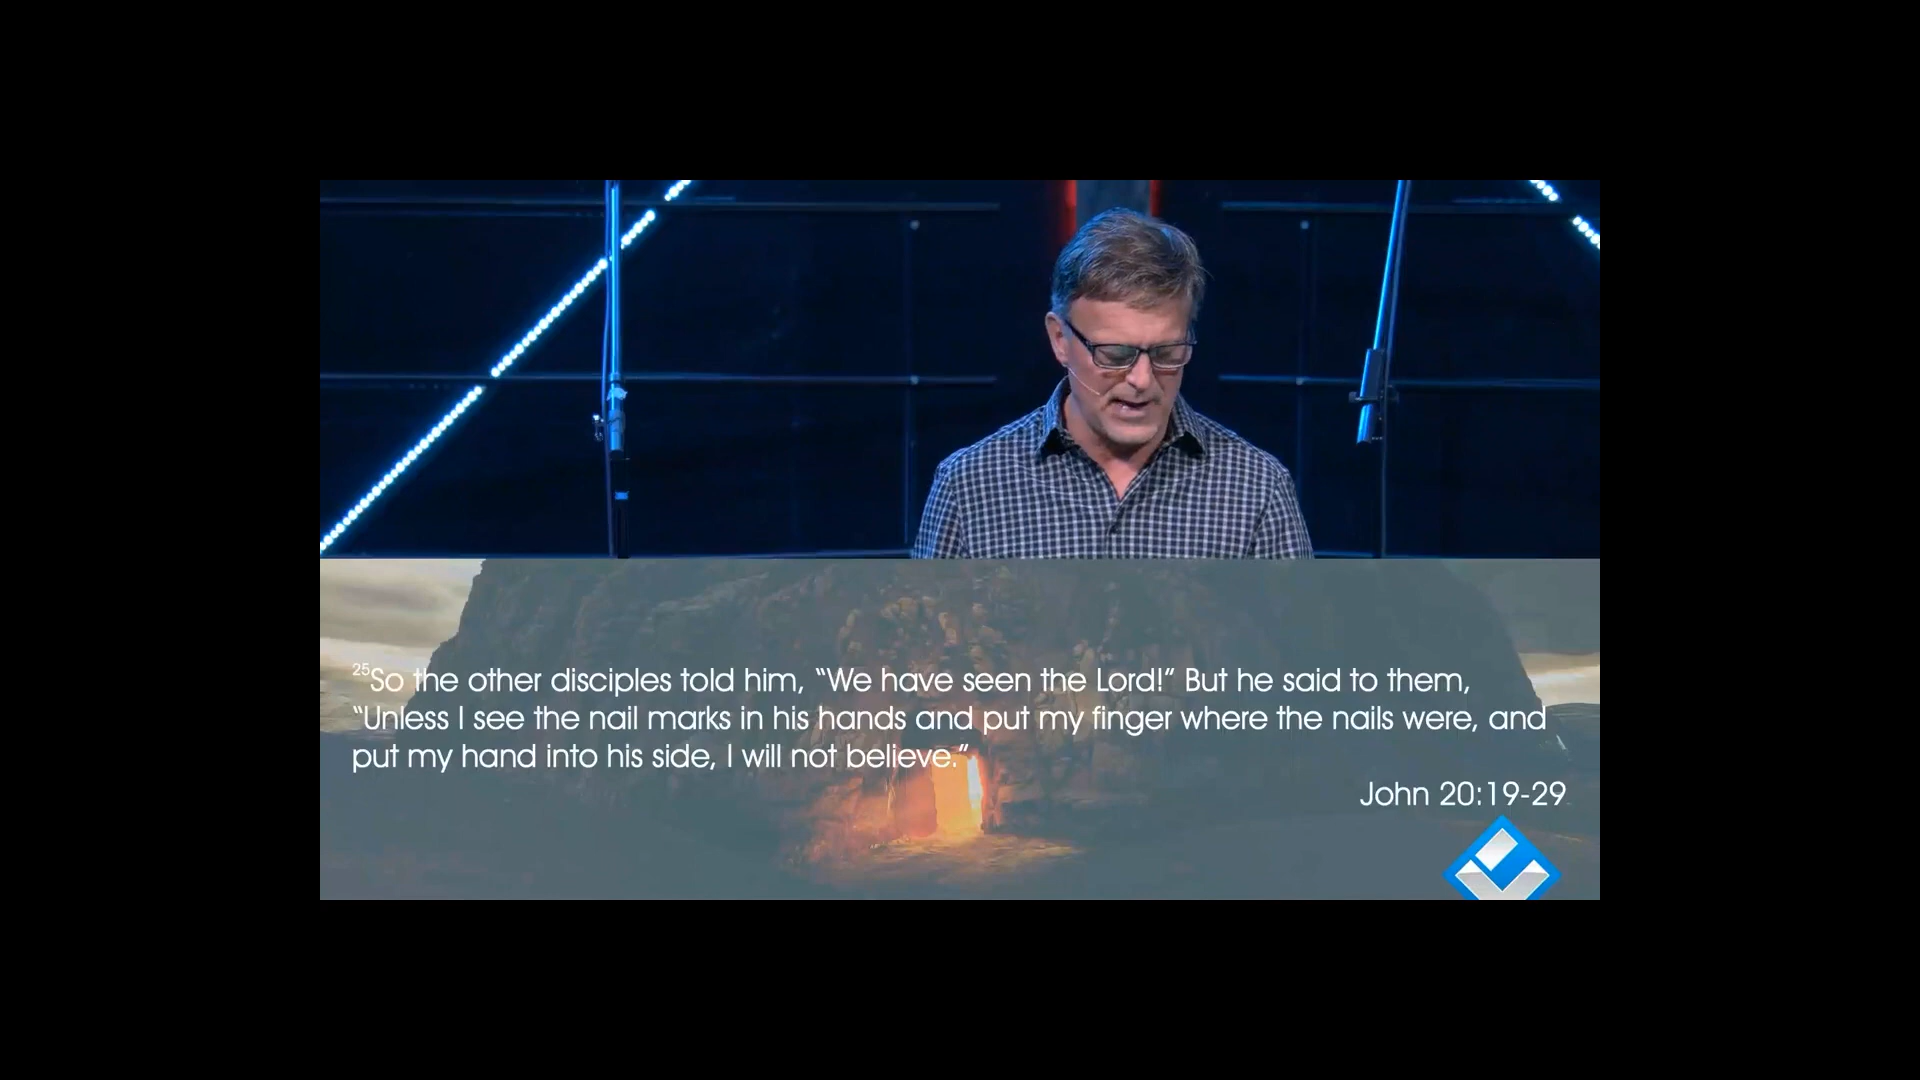 25So the other disciples told him, “We have seen the Lord!” But he said to them,
“Unless I see the nail marks in his hands and put my finger where the nails were, and
put my hand into his side, I will not believe.”
John 20:19-29